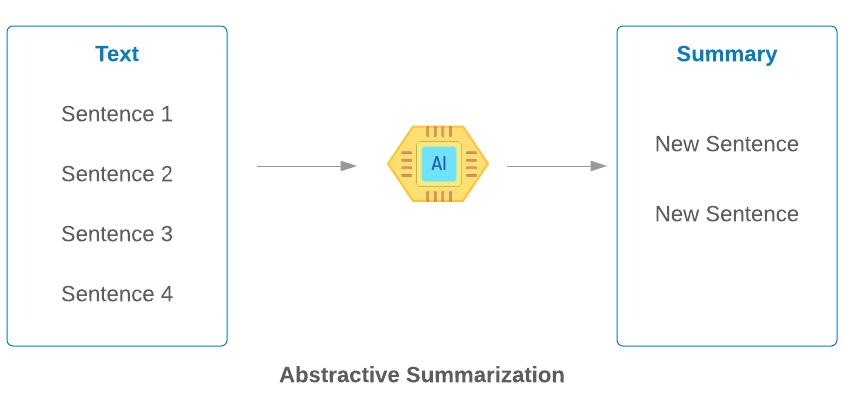 Text
Sentence 1
Sentence 2
Sentence 3
Sentence 4
AI
Summary
New Sentence
New Sentence
Abstractive Summarization